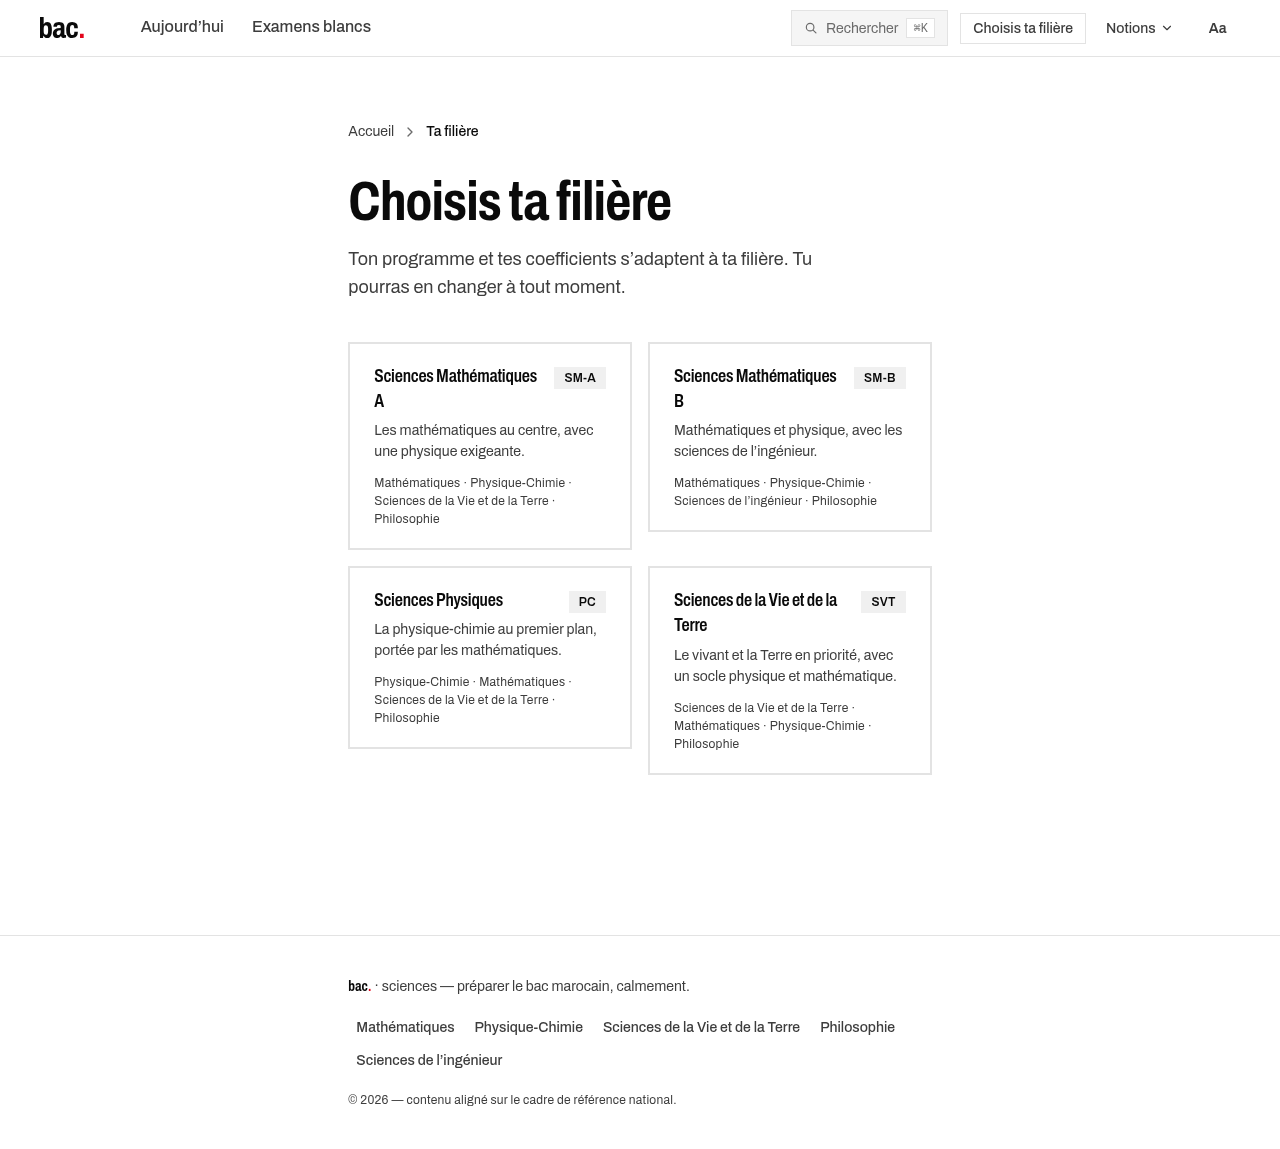 bac.
Aujourd’hui
Examens blancs
Rechercher ⌘K
Choisis ta filière
Notions
Aa
Accueil
Ta filière
Choisis ta filière
Ton programme et tes coefficients s’adaptent à ta filière. Tu
pourras en changer à tout moment.
Sciences Mathématiques
A
SM-A
Les mathématiques au centre, avec
une physique exigeante.
Mathématiques · Physique-Chimie ·
Sciences de la Vie et de la Terre ·
Philosophie
Sciences Mathématiques
B
SM-B
Mathématiques et physique, avec les
sciences de l’ingénieur.
Mathématiques · Physique-Chimie ·
Sciences de l’ingénieur · Philosophie
Sciences Physiques
PC
La physique-chimie au premier plan,
portée par les mathématiques.
Physique-Chimie · Mathématiques ·
Sciences de la Vie et de la Terre ·
Philosophie
Sciences de la Vie et de la
Terre
SVT
Le vivant et la Terre en priorité, avec
un socle physique et mathématique.
Sciences de la Vie et de la Terre ·
Mathématiques · Physique-Chimie ·
Philosophie
bac. · sciences — préparer le bac marocain, calmement.
Mathématiques
Physique-Chimie
Sciences de la Vie et de la Terre
Philosophie
Sciences de l’ingénieur
© 2026 — contenu aligné sur le cadre de référence national.